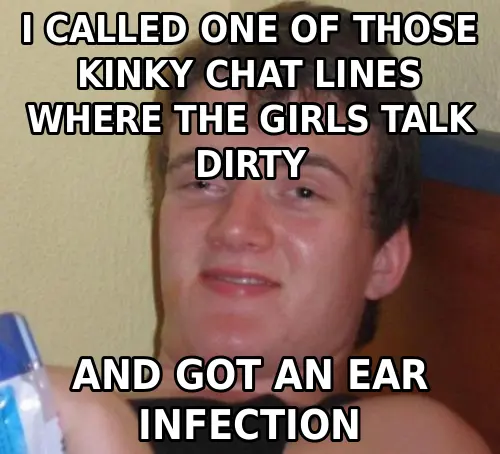 I CALLED ONE OF THOSE
KINKY CHAT LINES
WHERE THE GIRLS TALK
DIRTY
AND GOT AN EAR
INFECTION